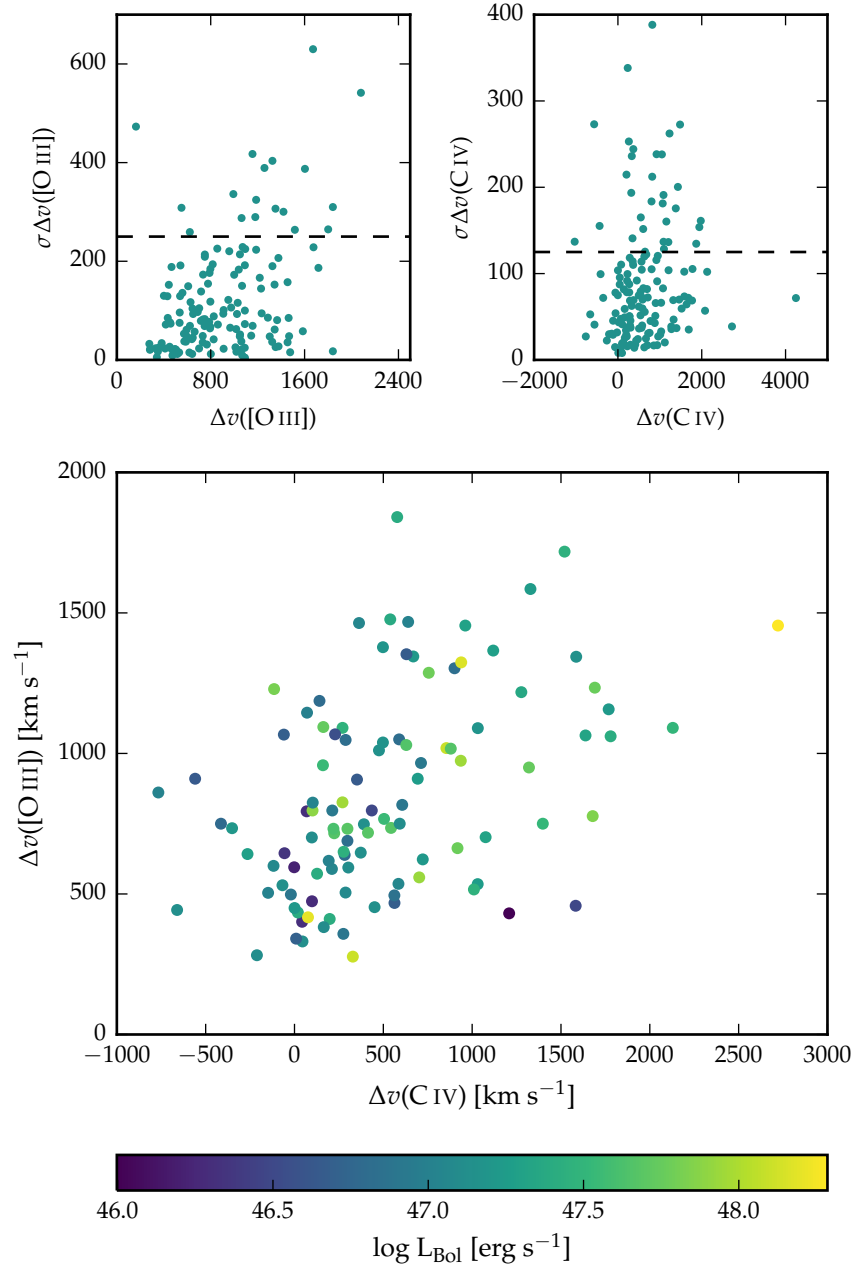 600
400
200
0
σ Δv([O III])
0 800 1600 2400
Δv([O III])
400
300
200
100
0
σ Δv(C IV)
−2000 0 2000 4000
Δv(C IV)
2000
1500
1000
500
0
Δv([O III]) [km s⁻¹]
−1000 −500 0 500 1000 1500 2000 2500 3000
Δv(C IV) [km s⁻¹]
46.0 46.5 47.0 47.5 48.0
log L_Bol [erg s⁻¹]